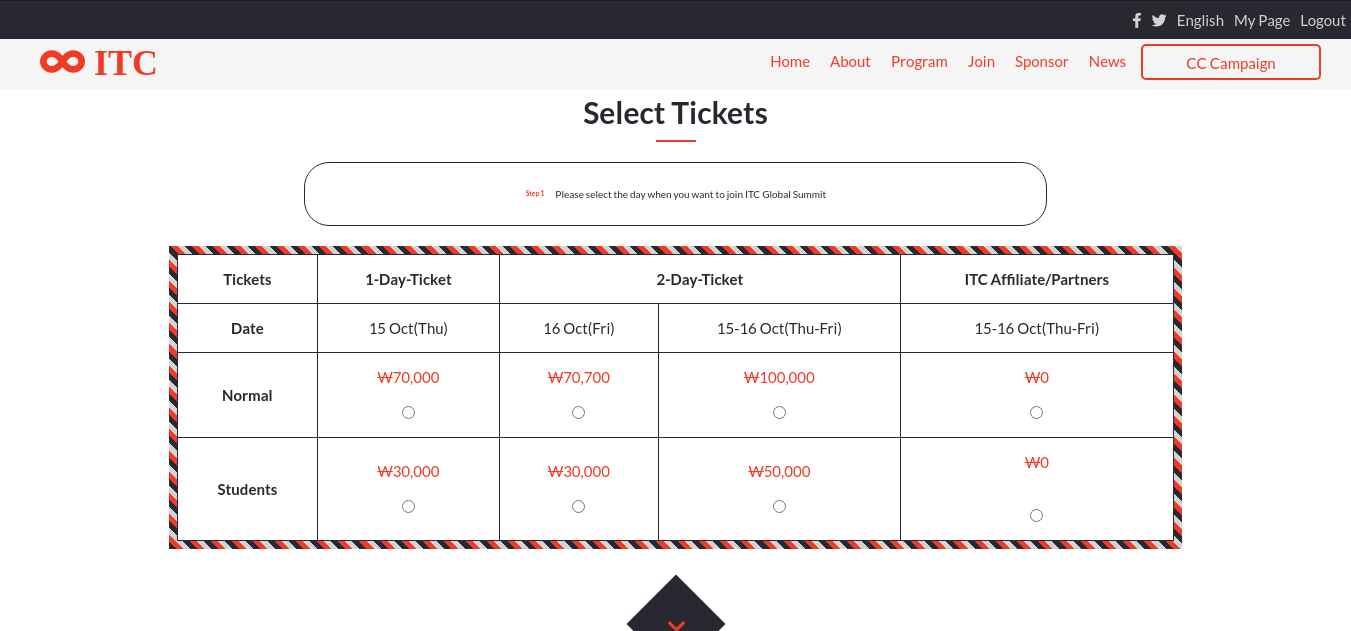 English My Page Logout
ITC
Home About Program Join Sponsor News CC Campaign
Select Tickets
Step 1 Please select the day when you want to join ITC Global Summit
Tickets 1-Day-Ticket 2-Day-Ticket ITC Affiliate/Partners
Date 15 Oct(Thu) 16 Oct(Fri) 15-16 Oct(Thu-Fri) 15-16 Oct(Thu-Fri)
₩70,000 ₩70,700 ₩100,000 ₩0
Normal
₩0
₩30,000 ₩30,000 ₩50,000
Students